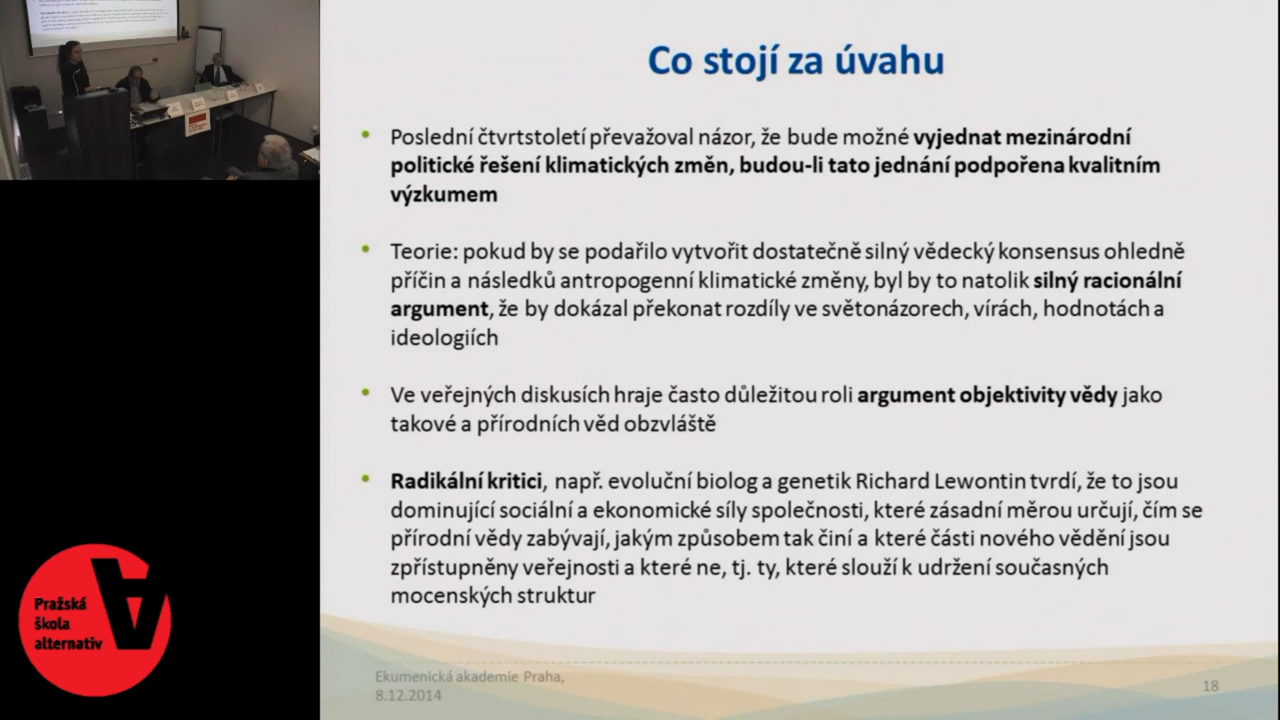 Co stojí za úvahu
Poslední čtvrtstoletí převažoval názor, že bude možné vyjednat mezinárodní
politické řešení klimatických změn, budou-li tato jednání podpořena kvalitním
výzkumem
Teorie: pokud by se podařilo vytvořit dostatečně silný vědecký konsensus ohledně
příčin a následků antropogenní klimatické změny, byl by to natolik silný racionální
argument, že by dokázal překonat rozdíly ve světonázorech, vírách, hodnotách a
ideologiích
Ve veřejných diskusích hraje často důležitou roli argument objektivity vědy jako
takové a přírodních věd obzvláště
Radikální kritici, např. evoluční biolog a genetik Richard Lewontin tvrdí, že to jsou
dominující sociální a ekonomické síly společnosti, které zásadní měrou určují, čím se
přírodní vědy zabývají, jakým způsobem tak činí a které části nového vědění jsou
zpřístupněny veřejnosti a které ne, tj. ty, které slouží k udržení současných
mocenských struktur
Pražská
škola
alternativ
Ekumenická akademie Praha,
8.12.2014
18